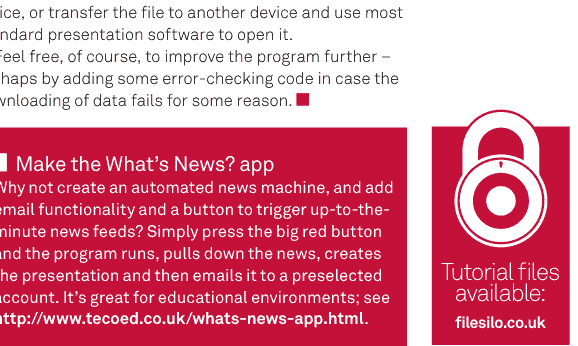 ice, or transfer the file to another device and use most
ndard presentation software to open it.
Feel free, of course, to improve the program further –
haps by adding some error-checking code in case the
wnloading of data fails for some reason.
Make the What's News? app
Why not create an automated news machine, and add
email functionality and a button to trigger up-to-the-
minute news feeds? Simply press the big red button
and the program runs, pulls down the news, creates
the presentation and then emails it to a preselected
account. It's great for educational environments; see
http://www.tecoed.co.uk/whats-news-app.html.
Tutorial files
available:
filesilo.co.uk